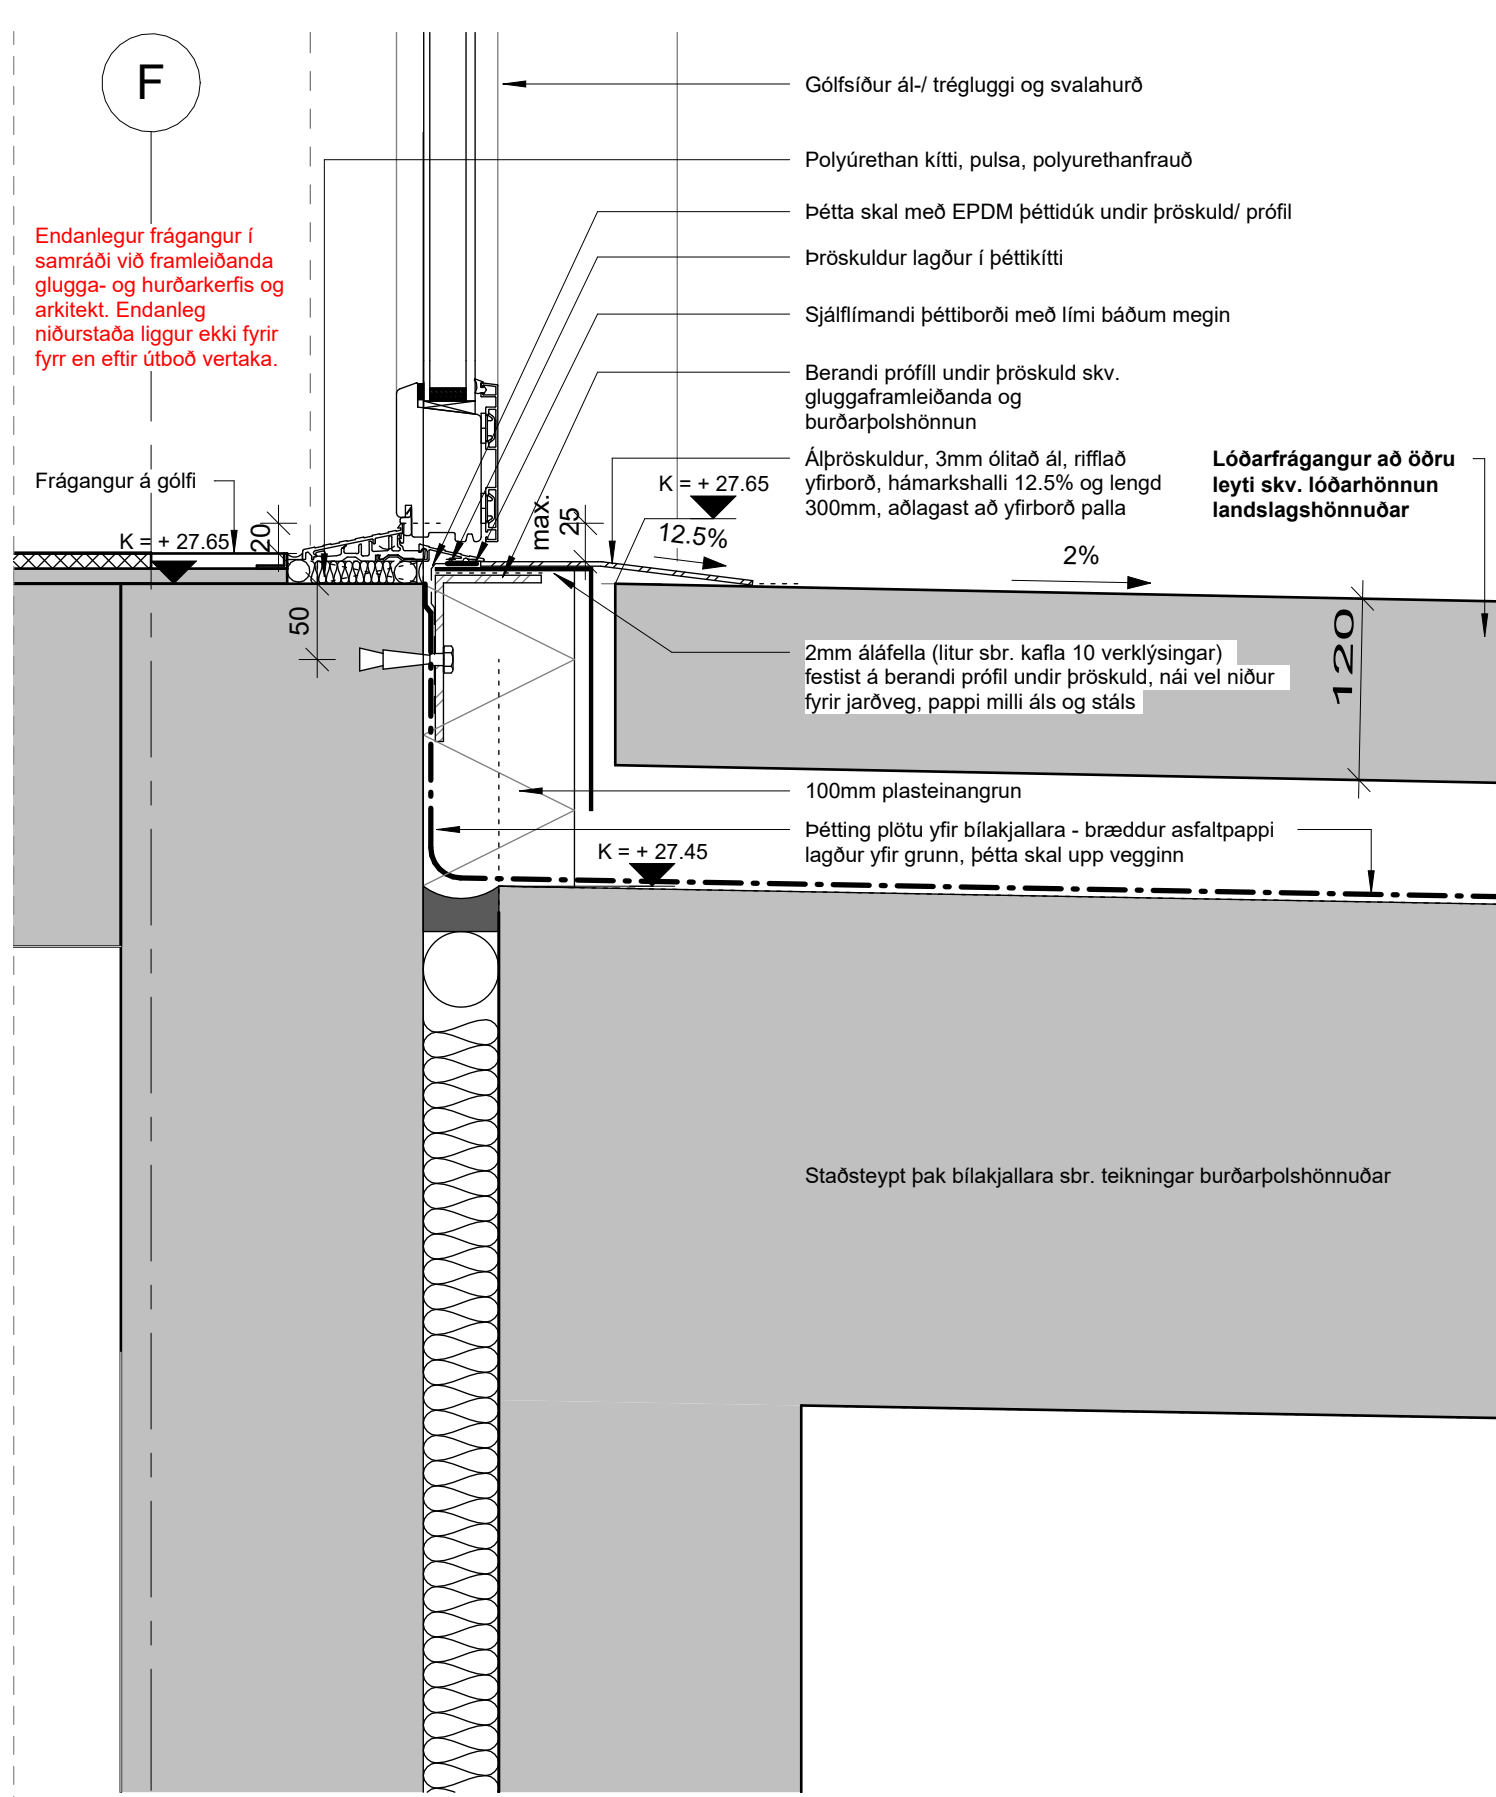 F
Gólfsíður ál-/ trégluggi og svalahurð
Polyúrethan kítti, pulsa, polyurethanfrauð
Þétta skal með EPDM þéttidúk undir þröskuld/ prófil
Þröskuldur lagður í þéttikítti
Sjálflímandi þéttiborði með lími báðum megin
Berandi prófíll undir þröskuld skv.
gluggaframleiðanda og
burðarþolshönnun
Álþröskuldur, 3mm ólitað ál, rifflað
yfirborð, hámarkshalli 12.5% og lengd
300mm, aðlagast að yfirborð palla
Lóðarfrágangur að öðru
leyti skv. lóðarhönnun
landslagshönnuðar
Endanlegur frágangur í
samráði við framleiðanda
glugga- og hurðarkerfis og
arkitekt. Endanleg
niðurstaða liggur ekki fyrir
fyrr en eftir útboð vertaka.
Frágangur á gólfi
K = + 27.65
20
50
max.
25
K = + 27.65
12.5%
2%
120
2mm áláfella (litur sbr. kafla 10 verklýsingar)
festist á berandi prófil undir þröskuld, nái vel niður
fyrir jarðveg, pappi milli áls og stáls
100mm plasteinangrun
Þétting plötu yfir bílakjallara - bræddur asfaltpappi
lagður yfir grunn, þétta skal upp vegginn
K = + 27.45
Staðsteypt þak bílakjallara sbr. teikningar burðarþolshönnuðar